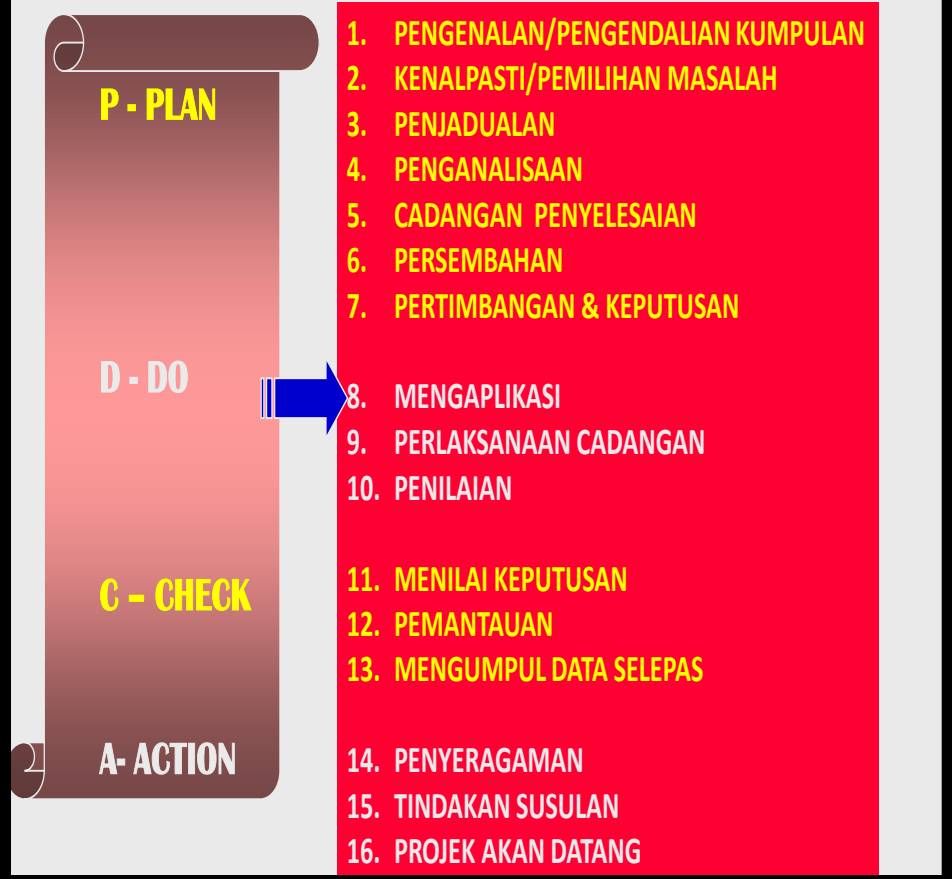 P - PLAN
1. PENGENALAN/PENGENDALIAN KUMPULAN
2. KENALPASTI/PEMILIHAN MASALAH
3. PENJADUALAN
4. PENGANALISAAN
5. CADANGAN PENYELESAIAN
6. PERSEMBAHAN
7. PERTIMBANGAN & KEPUTUSAN
D - DO
8. MENGAPLIKASI
9. PERLAKSANAAN CADANGAN
10. PENILAIAN
C – CHECK
11. MENILAI KEPUTUSAN
12. PEMANTAUAN
13. MENGUMPUL DATA SELEPAS
A- ACTION
14. PENYERAGAMAN
15. TINDAKAN SUSULAN
16. PROJEK AKAN DATANG